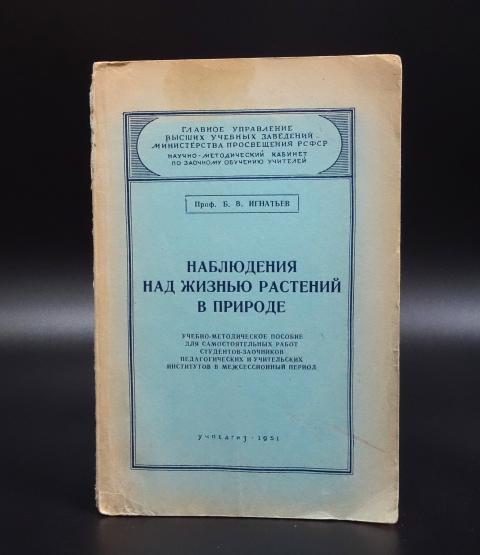 ГЛАВНОЕ УПРАВЛЕНИЕ
ВЫСШИХ УЧЕБНЫХ ЗАВЕДЕНИЙ
МИНИСТЕРСТВА ПРОСВЕЩЕНИЯ РСФСР
НАУЧНО-МЕТОДИЧЕСКИЙ КАБИНЕТ
ПО ЗАОЧНОМУ ОБУЧЕНИЮ УЧИТЕЛЕЙ
Проф. Б. В. ИГНАТЬЕВ
НАБЛЮДЕНИЯ
НАД ЖИЗНЬЮ РАСТЕНИЙ
В ПРИРОДЕ
УЧЕБНО-МЕТОДИЧЕСКОЕ ПОСОБИЕ
ДЛЯ САМОСТОЯТЕЛЬНЫХ РАБОТ
СТУДЕНТОВ-ЗАОЧНИКОВ
ПЕДАГОГИЧЕСКИХ И УЧИТЕЛЬСКИХ
ИНСТИТУТОВ В МЕЖСЕССИОННЫЙ ПЕРИОД
учпедгиз · 1951